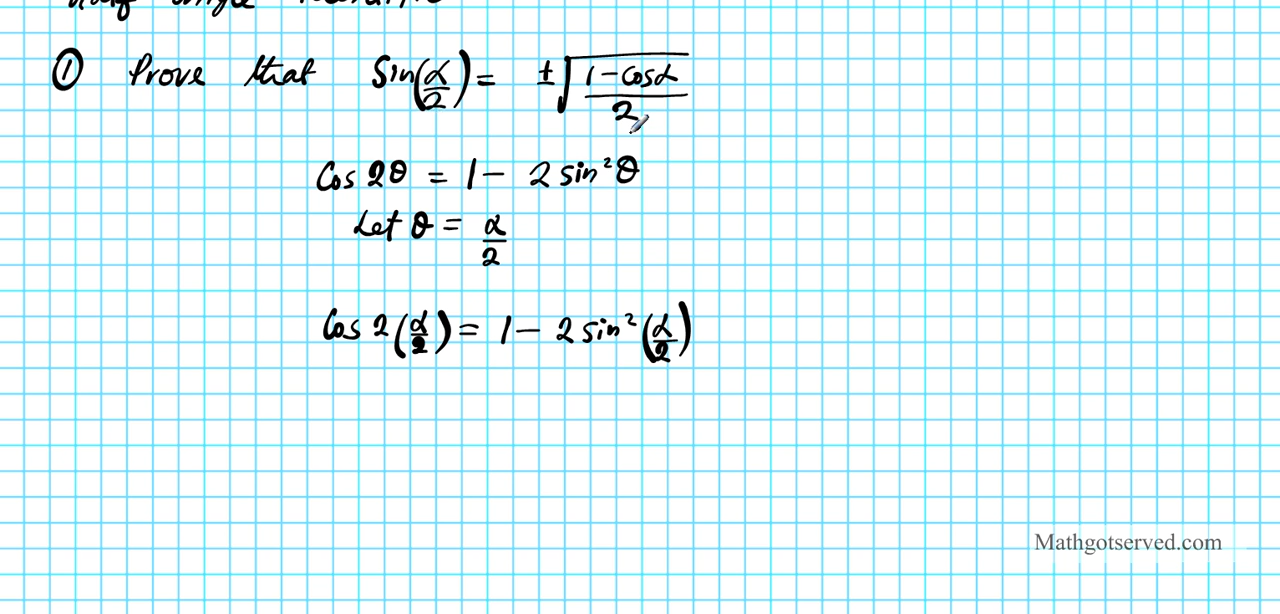 ① Prove that Sin(α/2) = ±√((1-cosα)/2)
Cos 2θ = 1 - 2 sin²θ
Let θ = α/2
Cos 2(α/2) = 1 - 2 sin²(α/2)
Mathgotserved.com